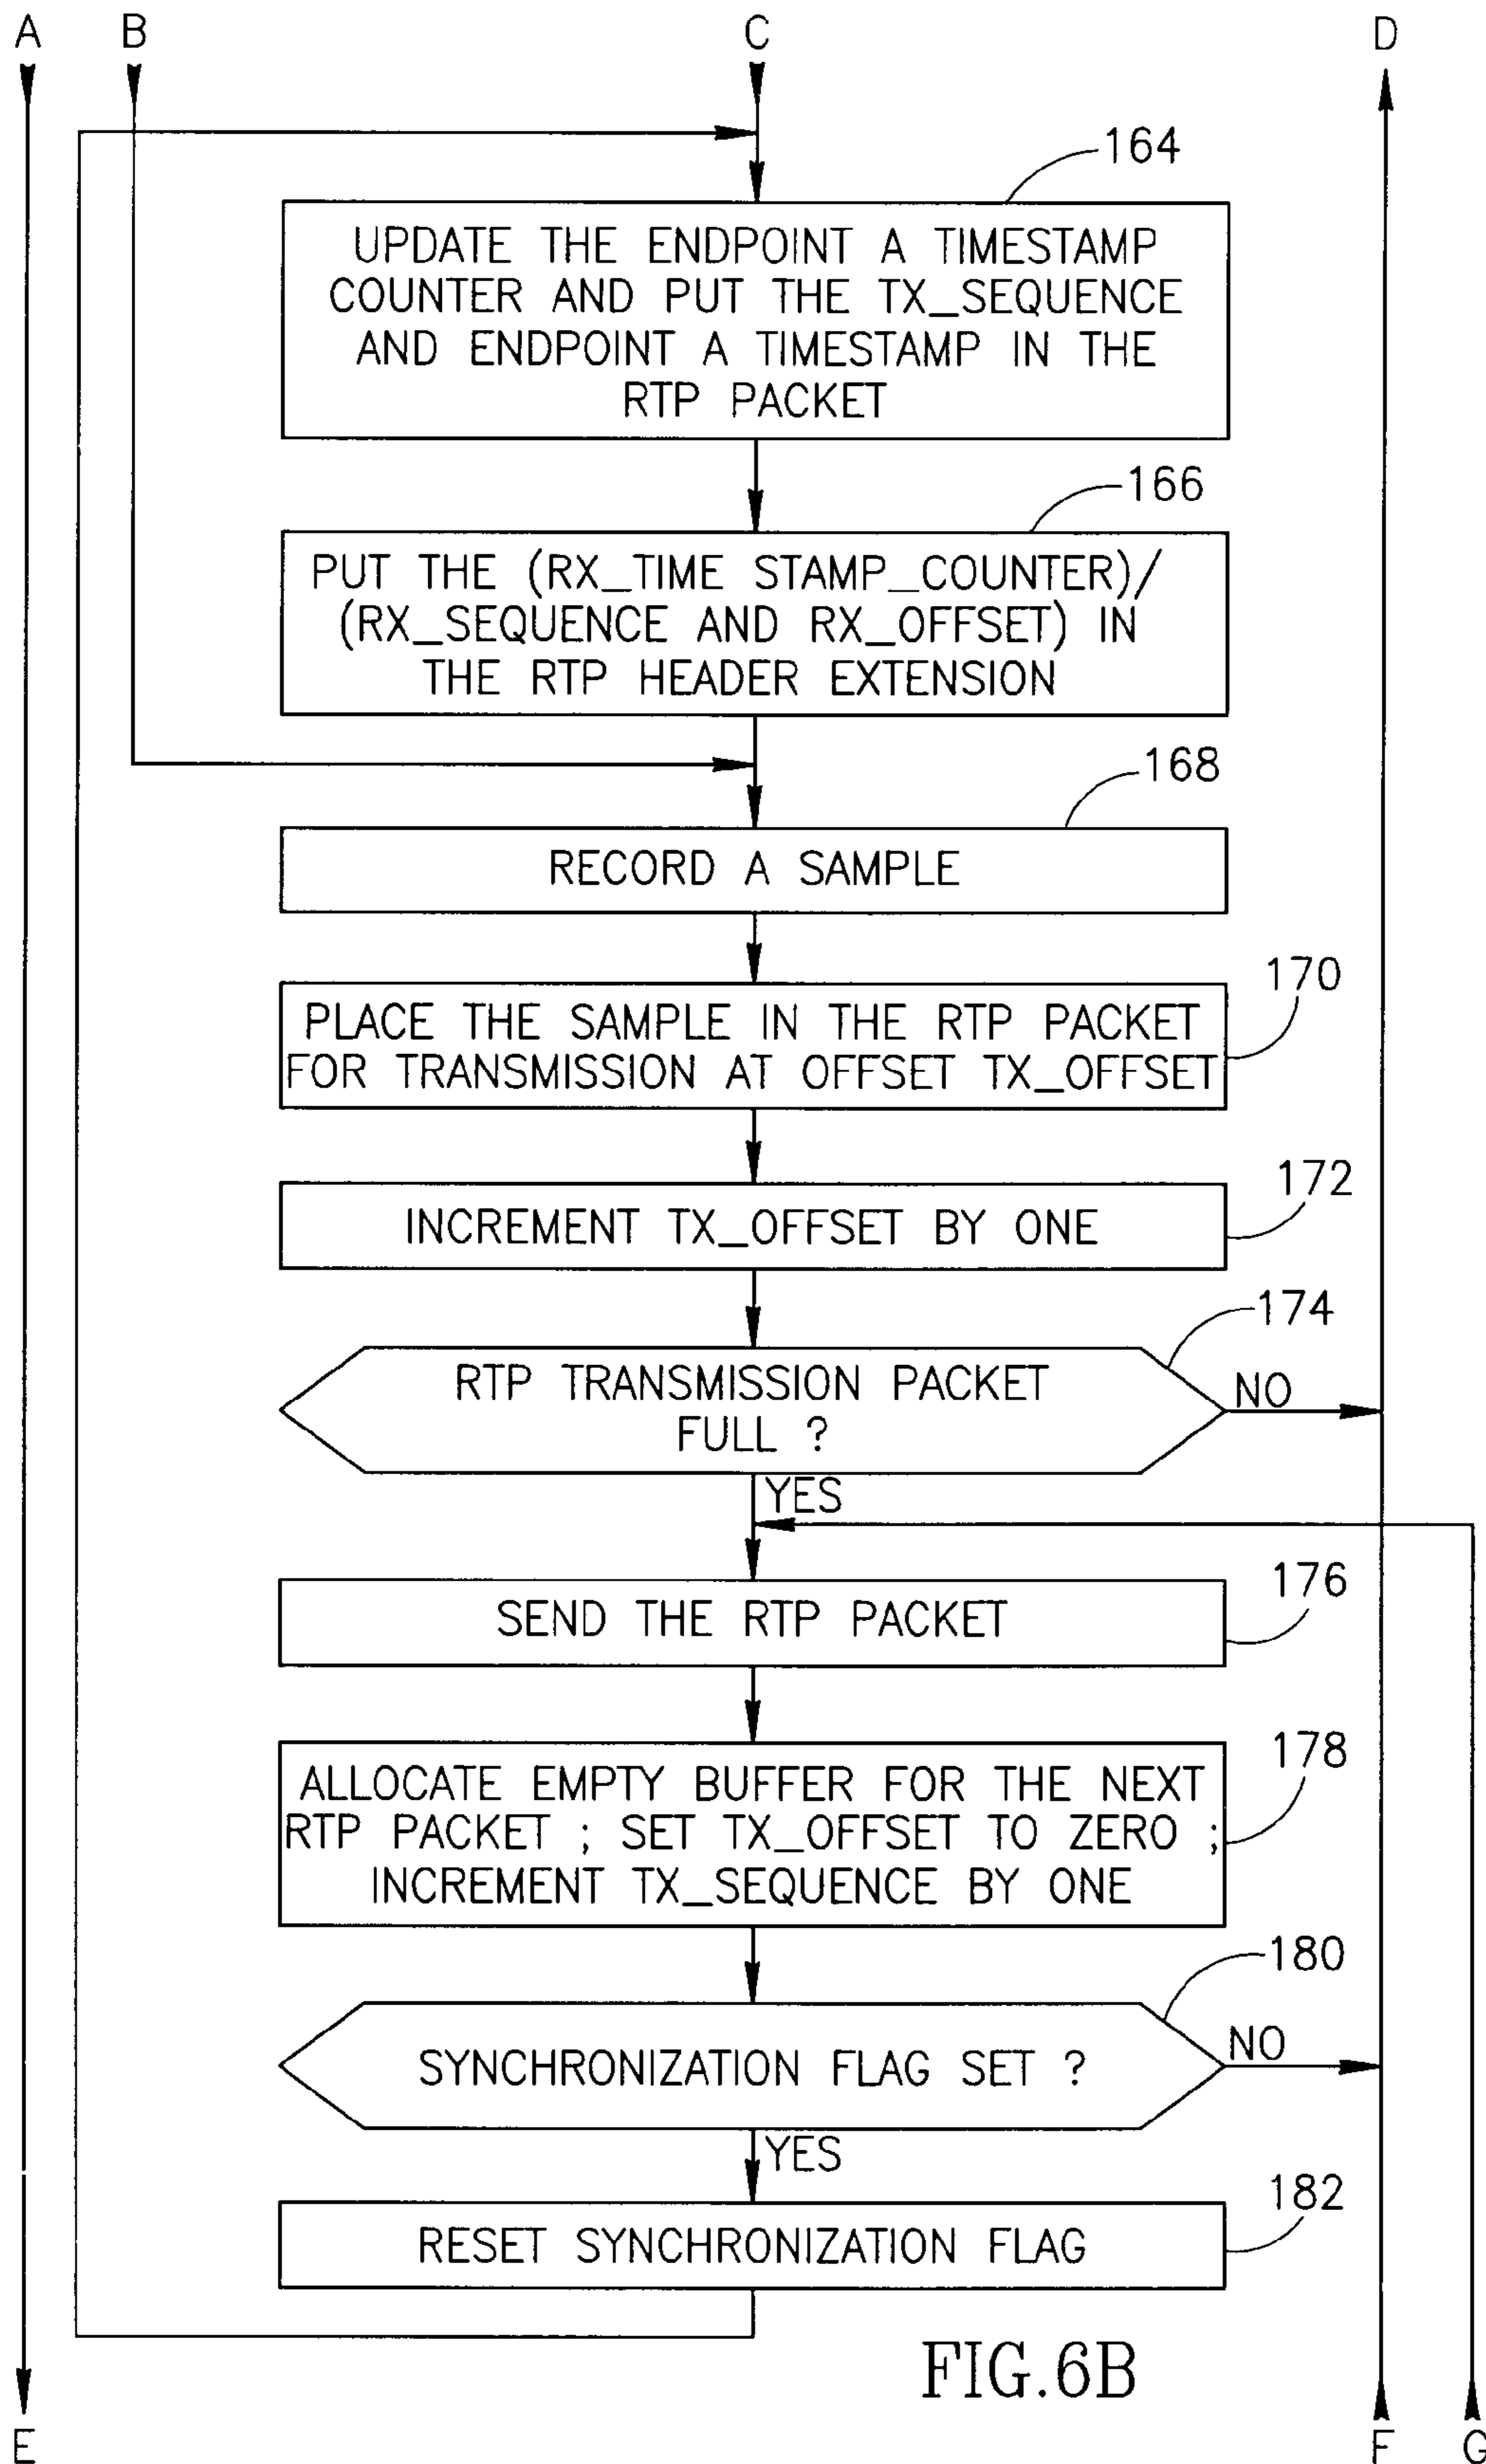 A B C D
164
UPDATE THE ENDPOINT A TIMESTAMP
COUNTER AND PUT THE TX_SEQUENCE
AND ENDPOINT A TIMESTAMP IN THE
RTP PACKET
166
PUT THE (RX_TIME STAMP_COUNTER)/
(RX_SEQUENCE AND RX_OFFSET) IN
THE RTP HEADER EXTENSION
168
RECORD A SAMPLE
170
PLACE THE SAMPLE IN THE RTP PACKET
FOR TRANSMISSION AT OFFSET TX_OFFSET
172
INCREMENT TX_OFFSET BY ONE
174
RTP TRANSMISSION PACKET
FULL ?
NO
YES
176
SEND THE RTP PACKET
178
ALLOCATE EMPTY BUFFER FOR THE NEXT
RTP PACKET ; SET TX_OFFSET TO ZERO ;
INCREMENT TX_SEQUENCE BY ONE
180
SYNCHRONIZATION FLAG SET ?
NO
YES
182
RESET SYNCHRONIZATION FLAG
FIG.6B
E F G